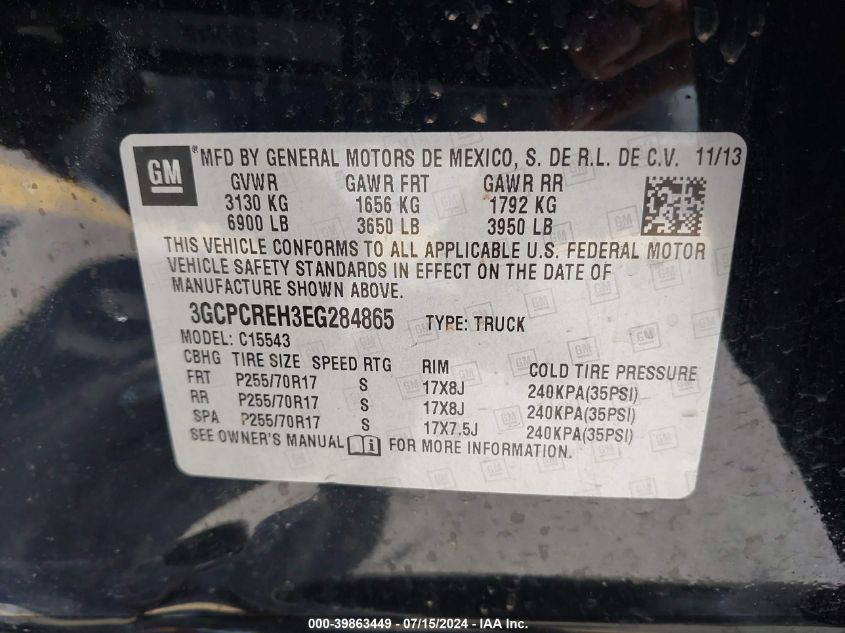 GM ® MFD BY GENERAL MOTORS DE MEXICO, S. DE R.L. DE C.V. 11/13
GVWR GAWR FRT GAWR RR
3130 KG 1656 KG 1792 KG
6900 LB 3650 LB 3950 LB
THIS VEHICLE CONFORMS TO ALL APPLICABLE U.S. FEDERAL MOTOR
VEHICLE SAFETY STANDARDS IN EFFECT ON THE DATE OF
MANUFACTURE SHOWN ABOVE.
3GCPCREH3EG284865 TYPE: TRUCK
MODEL: C15543
CBHG TIRE SIZE SPEED RTG RIM COLD TIRE PRESSURE
FRT P255/70R17 S 17X8J 240KPA(35PSI)
RR P255/70R17 S 17X8J 240KPA(35PSI)
SPA P255/70R17 S 17X7.5J 240KPA(35PSI)
SEE OWNER'S MANUAL FOR MORE INFORMATION.
000-39863449 - 07/15/2024 - IAA Inc.